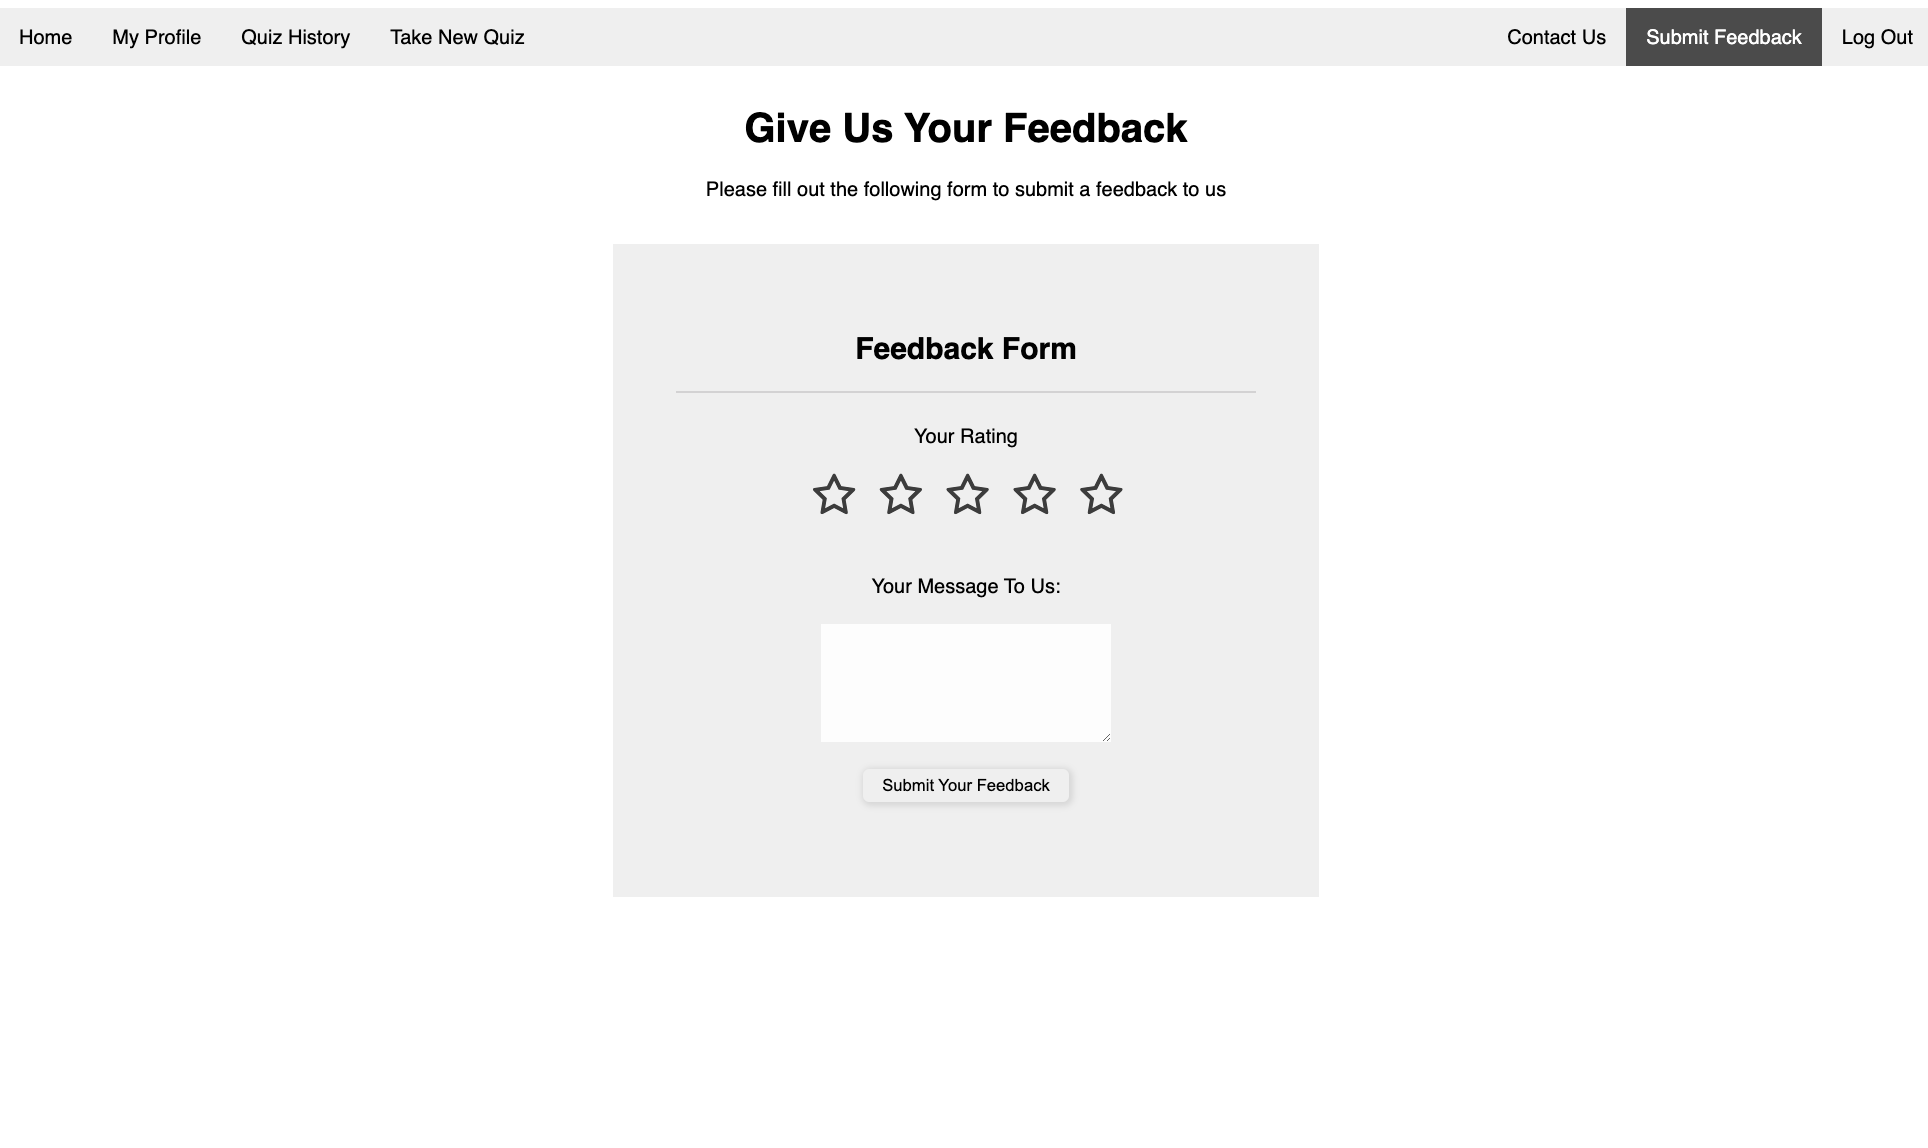 Home My Profile Quiz History Take New Quiz Contact Us Submit Feedback Log Out
Give Us Your Feedback
Please fill out the following form to submit a feedback to us
Feedback Form
Your Rating
Your Message To Us:
Submit Your Feedback